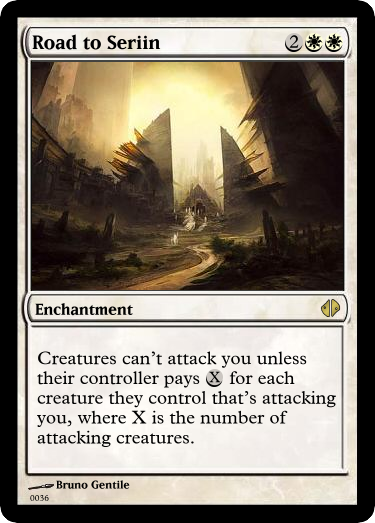 Road to Seriin 2
Enchantment
Creatures can't attack you unless
their controller pays X for each
creature they control that's attacking
you, where X is the number of
attacking creatures.
Bruno Gentile
0036